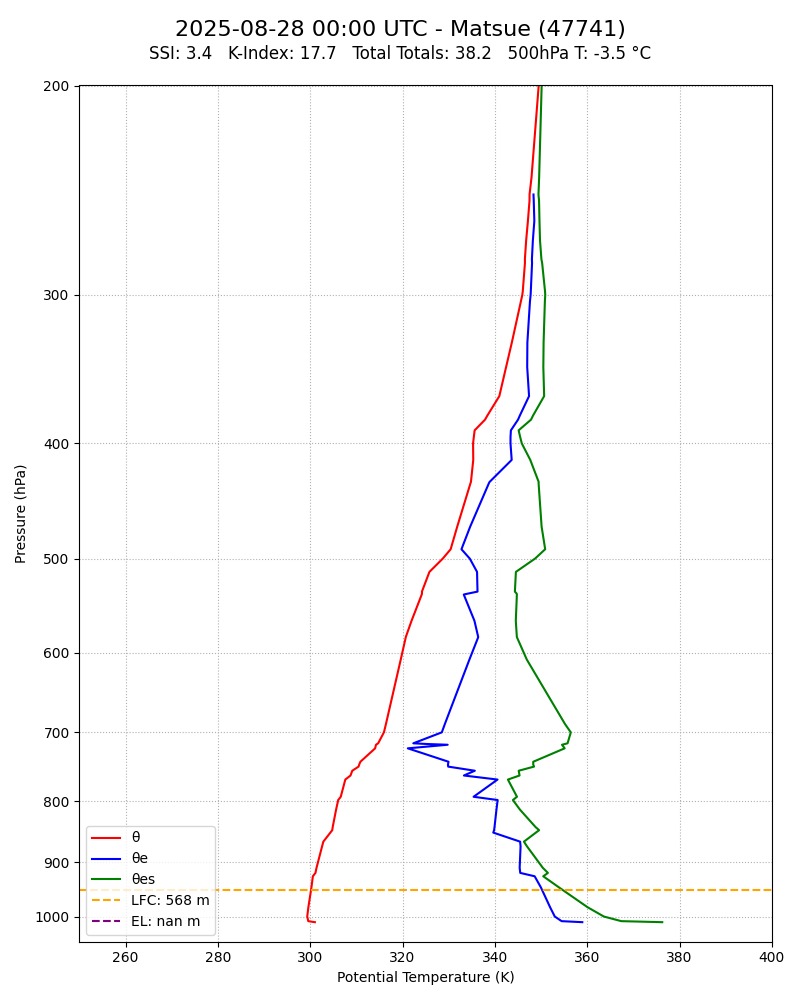 2025-08-28 00:00 UTC - Matsue (47741)
SSI: 3.4   K-Index: 17.7   Total Totals: 38.2   500hPa T: -3.5 °C
200
300
400
500
600
700
800
900
1000
Pressure (hPa)
θ
θe
θes
LFC: 568 m
EL: nan m
260
280
300
320
340
360
380
400
Potential Temperature (K)